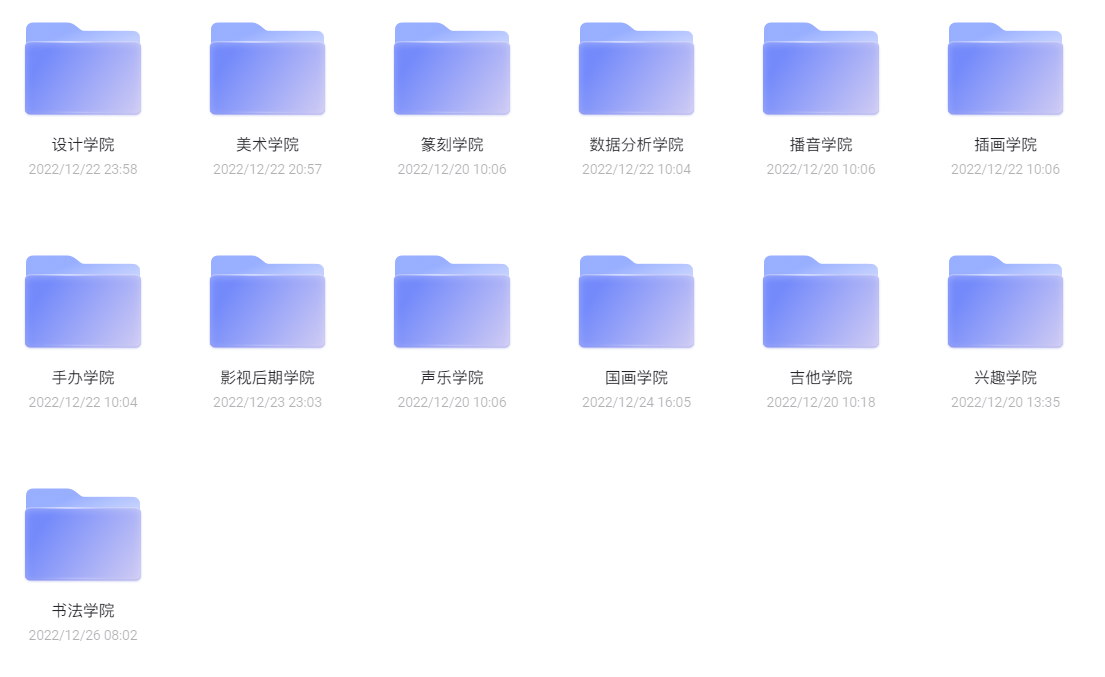 设计学院
2022/12/22 23:58
美术学院
2022/12/22 20:57
篆刻学院
2022/12/20 10:06
数据分析学院
2022/12/22 10:04
播音学院
2022/12/20 10:06
插画学院
2022/12/22 10:06
手办学院
2022/12/22 10:04
影视后期学院
2022/12/23 23:03
声乐学院
2022/12/20 10:06
国画学院
2022/12/24 16:05
吉他学院
2022/12/20 10:18
兴趣学院
2022/12/20 13:35
书法学院
2022/12/26 08:02